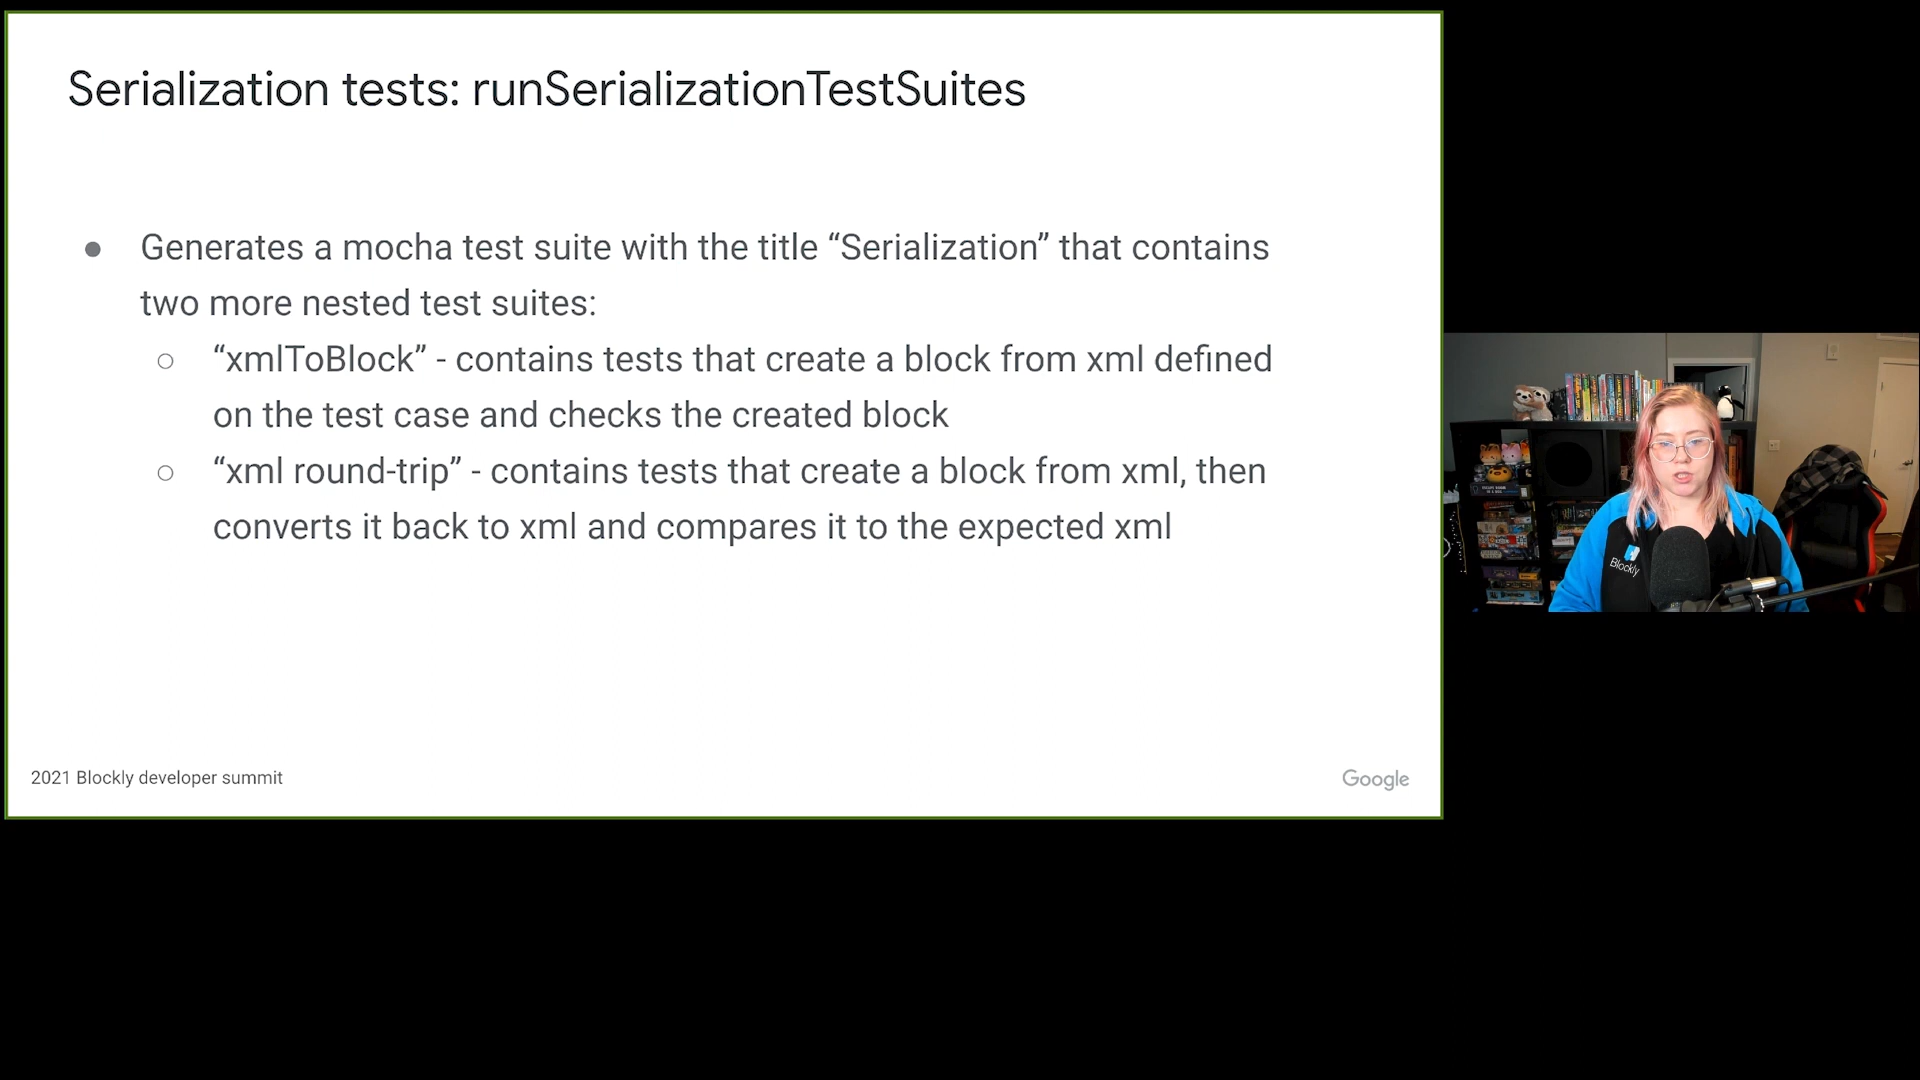 Serialization tests: runSerializationTestSuites
● Generates a mocha test suite with the title “Serialization” that contains
two more nested test suites:
○ “xmlToBlock” - contains tests that create a block from xml defined
on the test case and checks the created block
○ “xml round-trip” - contains tests that create a block from xml, then
converts it back to xml and compares it to the expected xml
2021 Blockly developer summit
Google
Blockly